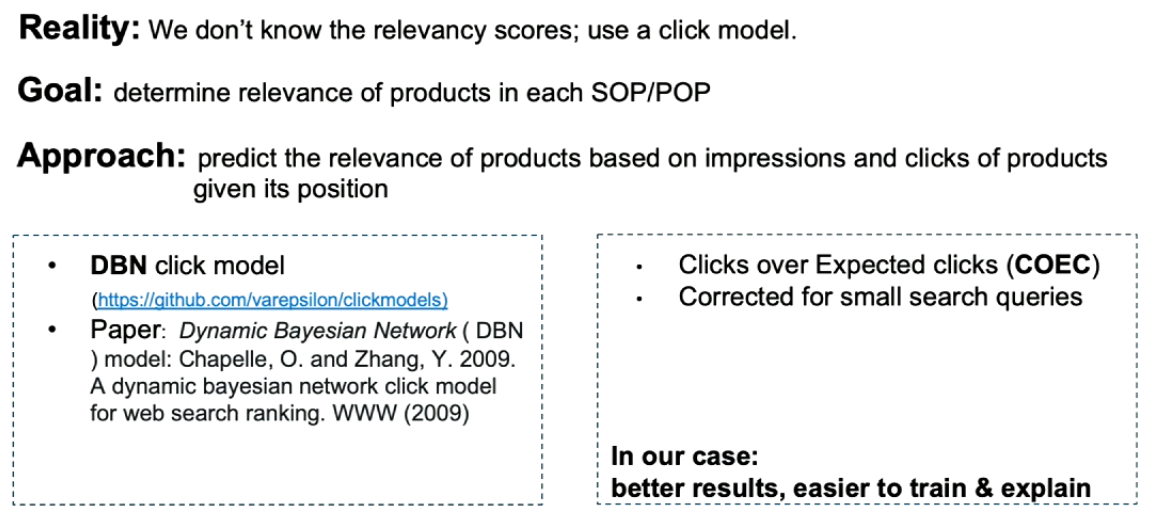 Reality: We don't know the relevancy scores; use a click model.
Goal: determine relevance of products in each SOP/POP
Approach: predict the relevance of products based on impressions and clicks of products
given its position
• DBN click model
(https://github.com/varepsilon/clickmodels)
• Paper: Dynamic Bayesian Network ( DBN
) model: Chapelle, O. and Zhang, Y. 2009.
A dynamic bayesian network click model
for web search ranking. WWW (2009)
• Clicks over Expected clicks (COEC)
• Corrected for small search queries
In our case:
better results, easier to train & explain